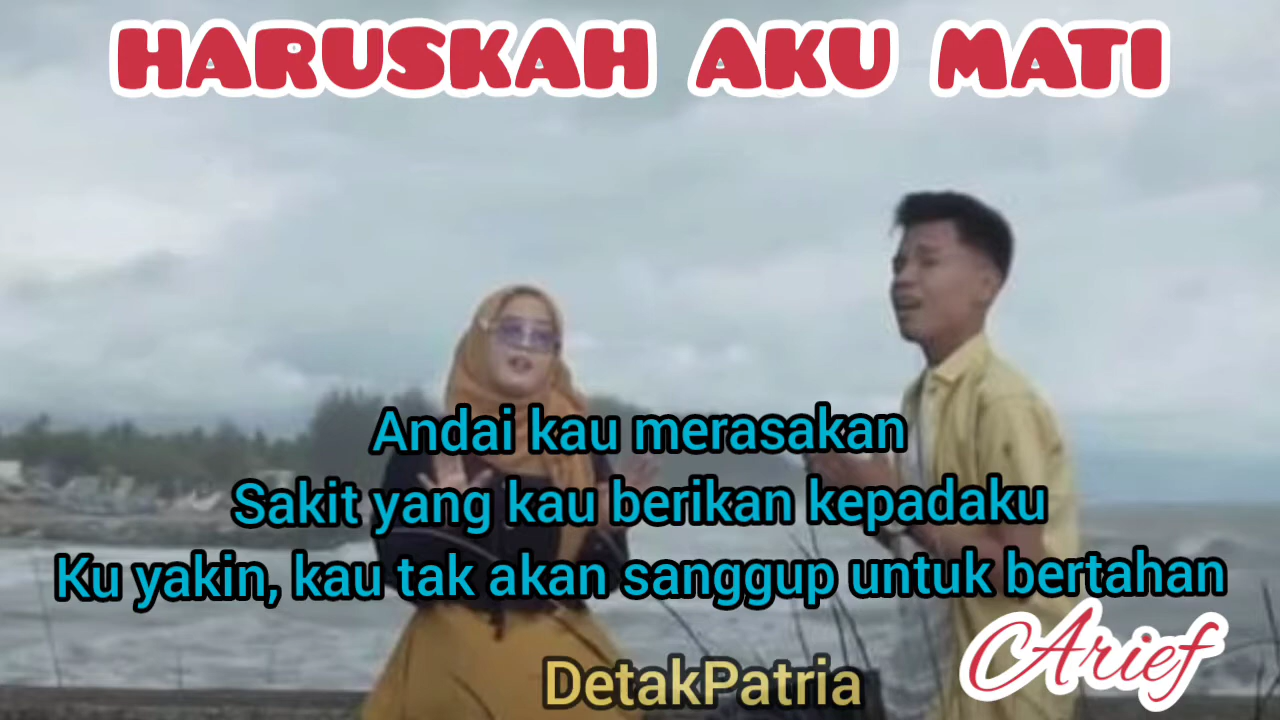 HARUSKAH AKU MATI
Andai kau merasakan
Sakit yang kau berikan kepadaku
Ku yakin, kau tak akan sanggup untuk bertahan
Arief
DetakPatria